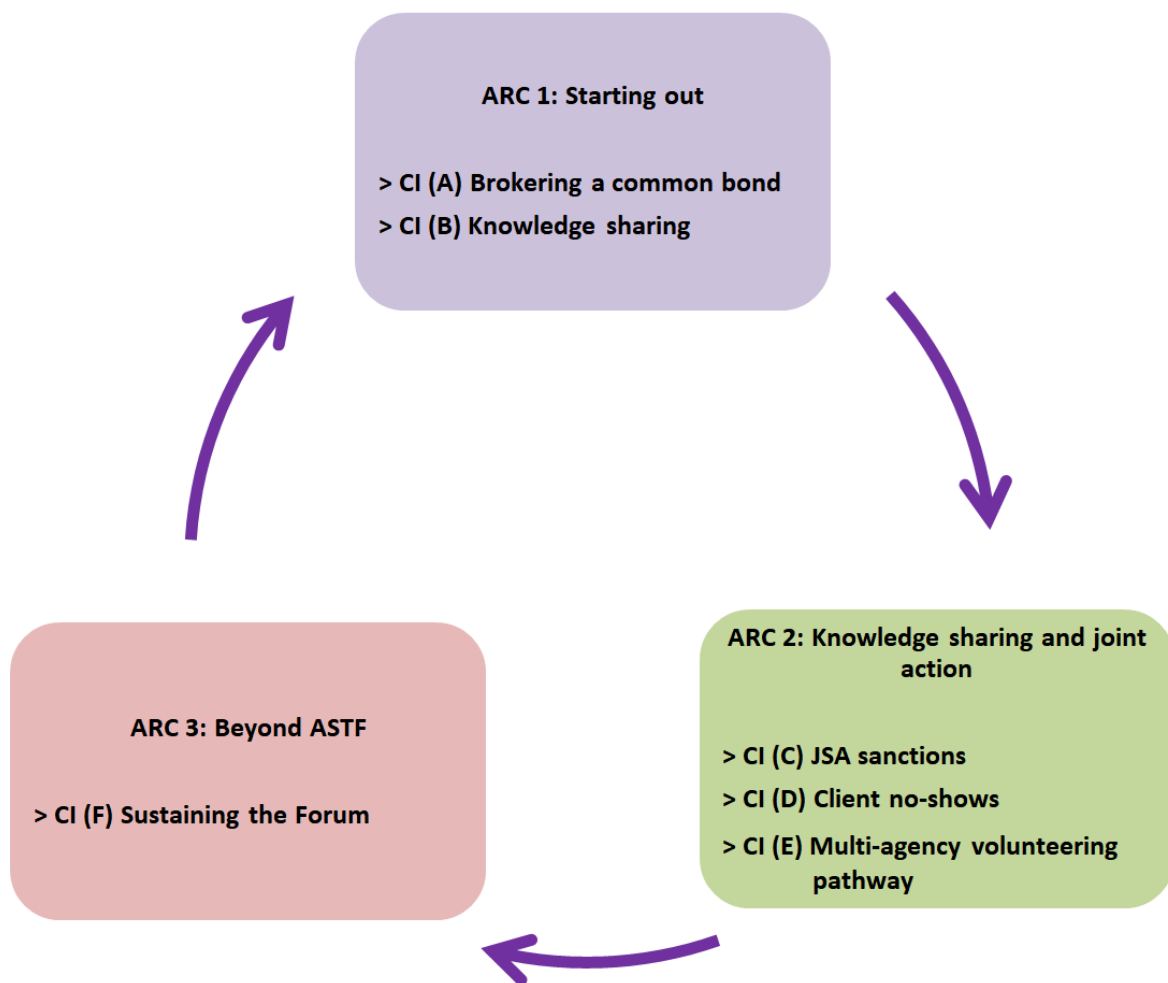 ARC 1: Starting out
> CI (A) Brokering a common bond
> CI (B) Knowledge sharing
ARC 2: Knowledge sharing and joint
action
> CI (C) JSA sanctions
> CI (D) Client no-shows
> CI (E) Multi-agency volunteering
pathway
ARC 3: Beyond ASTF
> CI (F) Sustaining the Forum